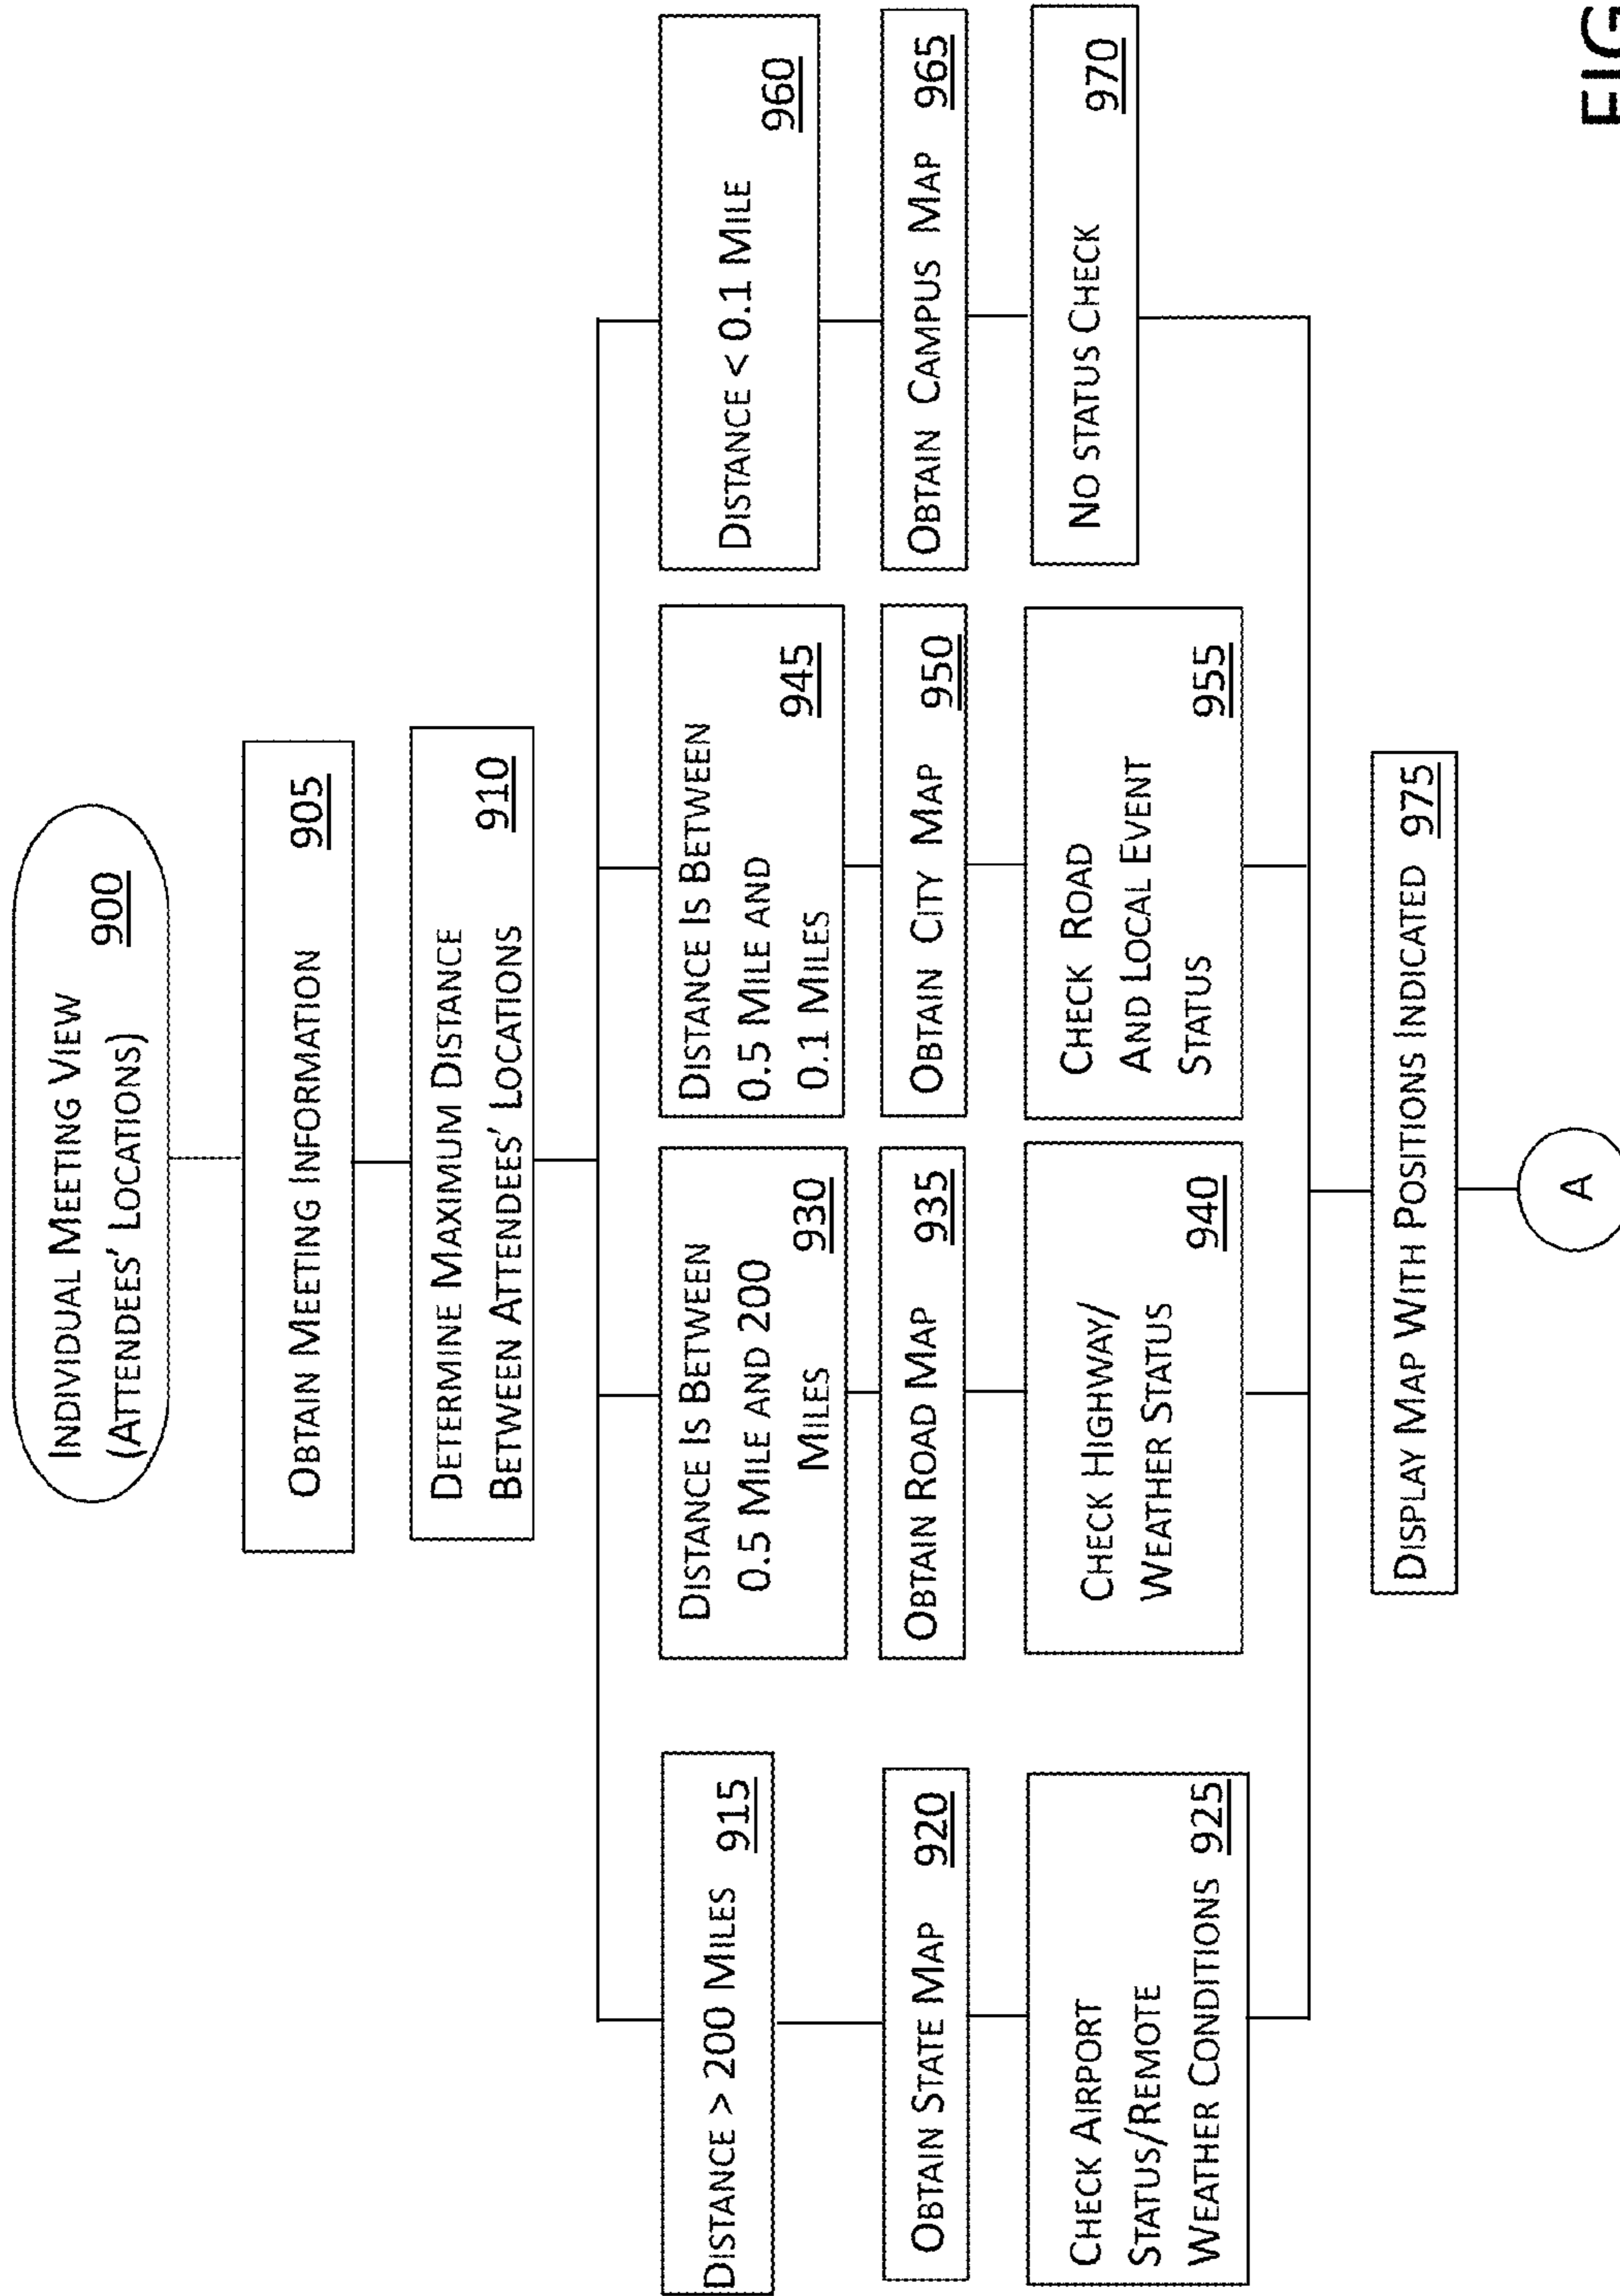 INDIVIDUAL MEETING VIEW
(ATTENDEES' LOCATIONS) 900
OBTAIN MEETING INFORMATION 905
DETERMINE MAXIMUM DISTANCE
BETWEEN ATTENDEES' LOCATIONS 910
DISTANCE > 200 MILES 915
OBTAIN STATE MAP 920
CHECK AIRPORT
STATUS/REMOTE
WEATHER CONDITIONS 925
DISTANCE IS BETWEEN
0.5 MILE AND 200
MILES 930
OBTAIN ROAD MAP 935
CHECK HIGHWAY/
WEATHER STATUS 940
DISTANCE IS BETWEEN
0.5 MILE AND
0.1 MILES 945
OBTAIN CITY MAP 950
CHECK ROAD
AND LOCAL EVENT
STATUS 955
DISTANCE < 0.1 MILE 960
OBTAIN CAMPUS MAP 965
NO STATUS CHECK 970
DISPLAY MAP WITH POSITIONS INDICATED 975
A